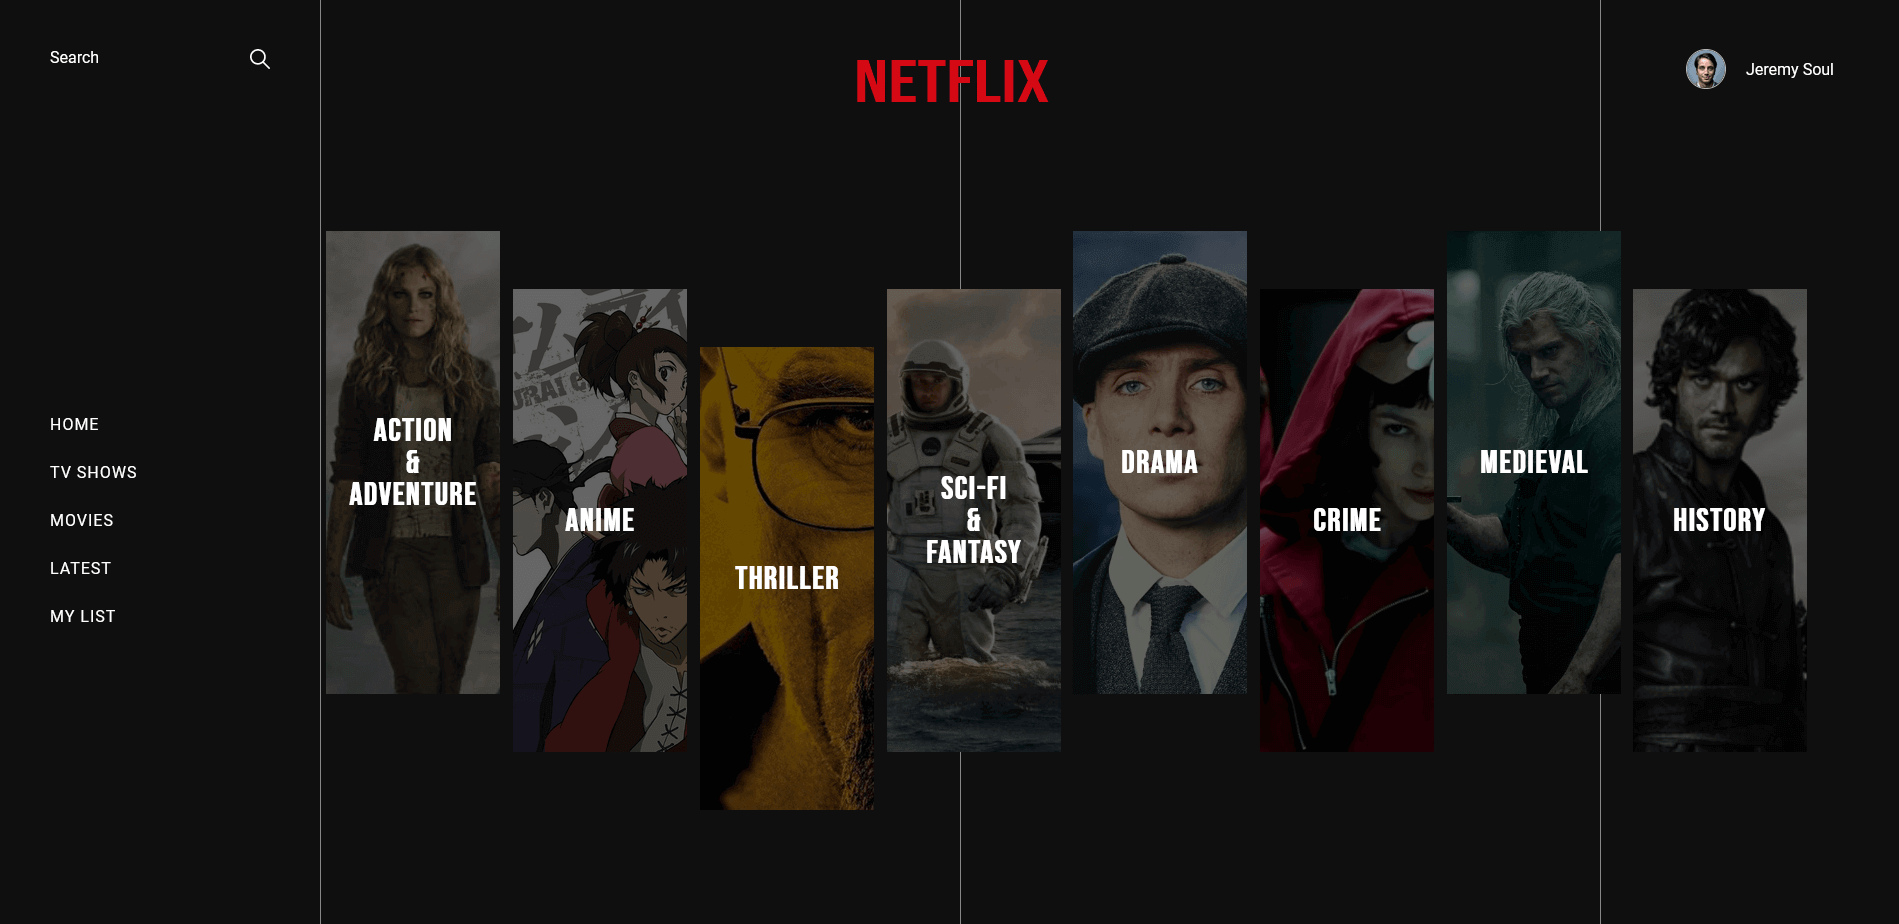 Search
NETFLIX
Jeremy Soul
HOME
TV SHOWS
MOVIES
LATEST
MY LIST
ACTION
&
ADVENTURE
ANIME
THRILLER
SCI-FI
&
FANTASY
DRAMA
CRIME
MEDIEVAL
HISTORY